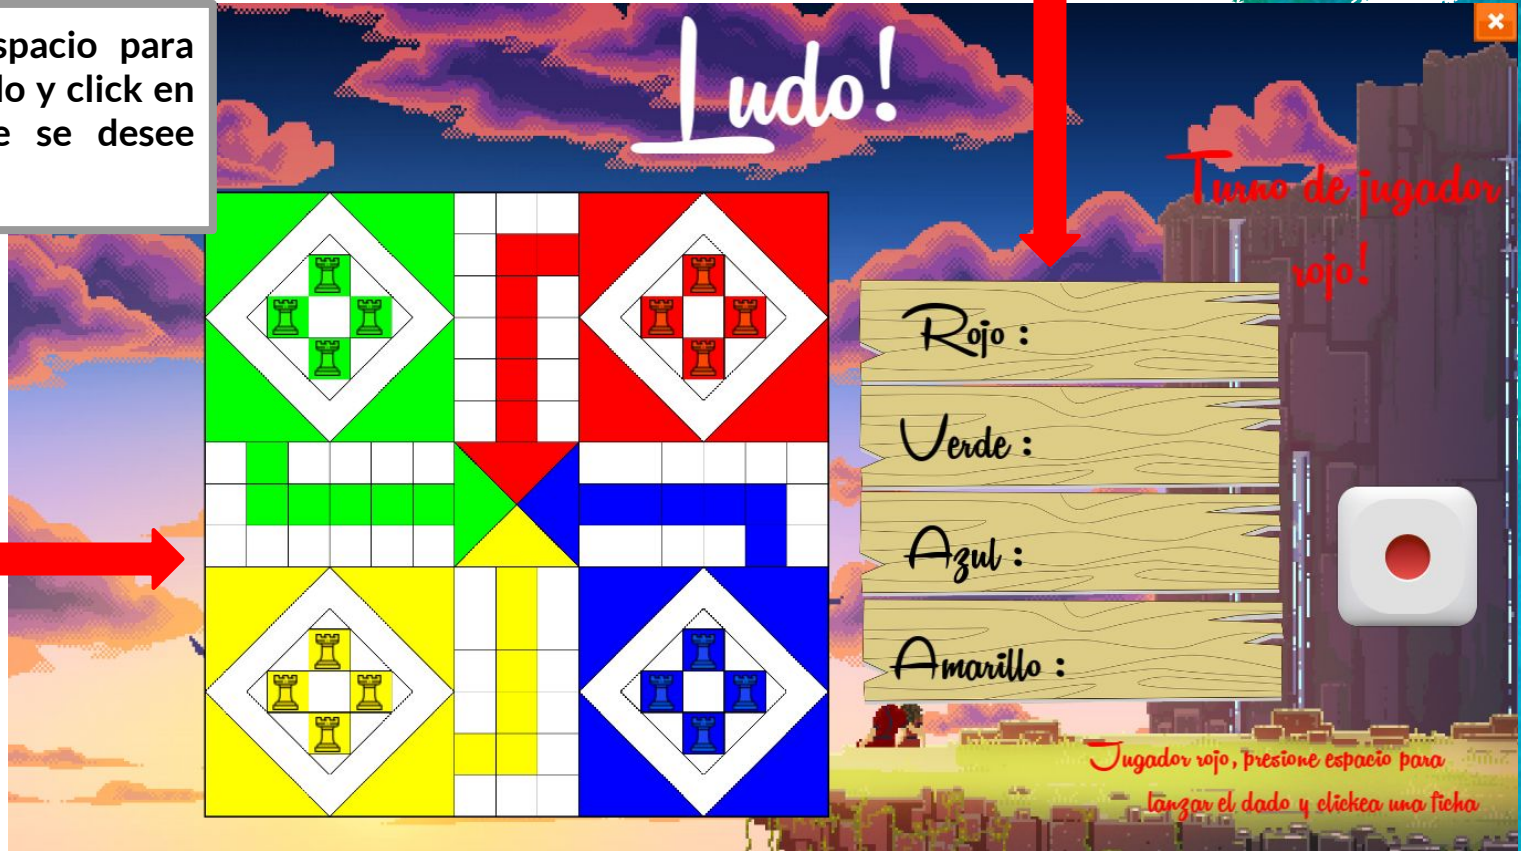 spacio para
lo y click en
e se desee
Ludo!
Turno de jugador
rojo!
Rojo :
Verde :
Azul :
Amarillo :
Jugador rojo, presione espacio para
lanzar el dado y clickea una ficha